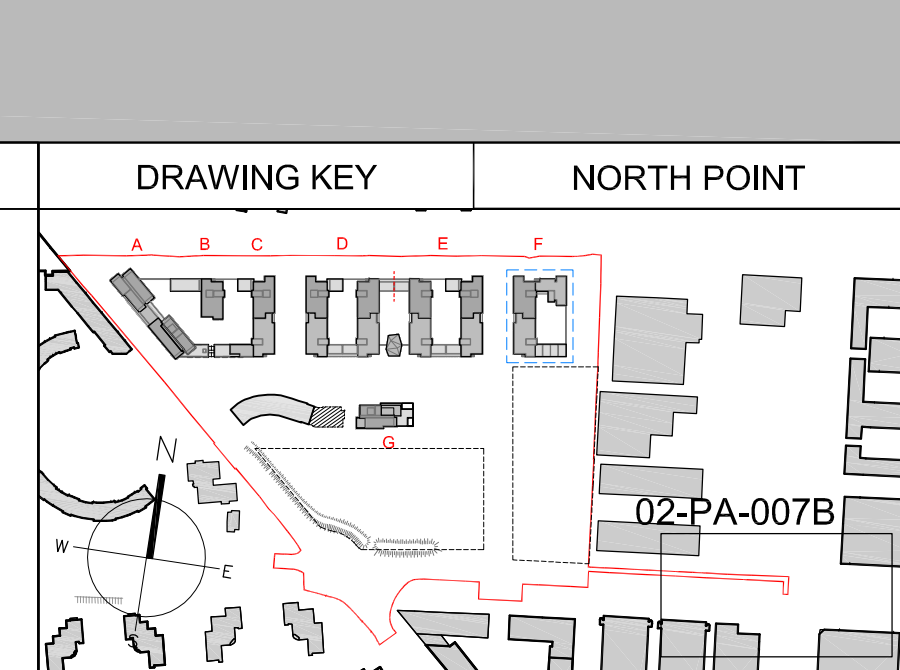 DRAWING KEY
NORTH POINT
A B C D E F
G
N
W
E
02-PA-007B